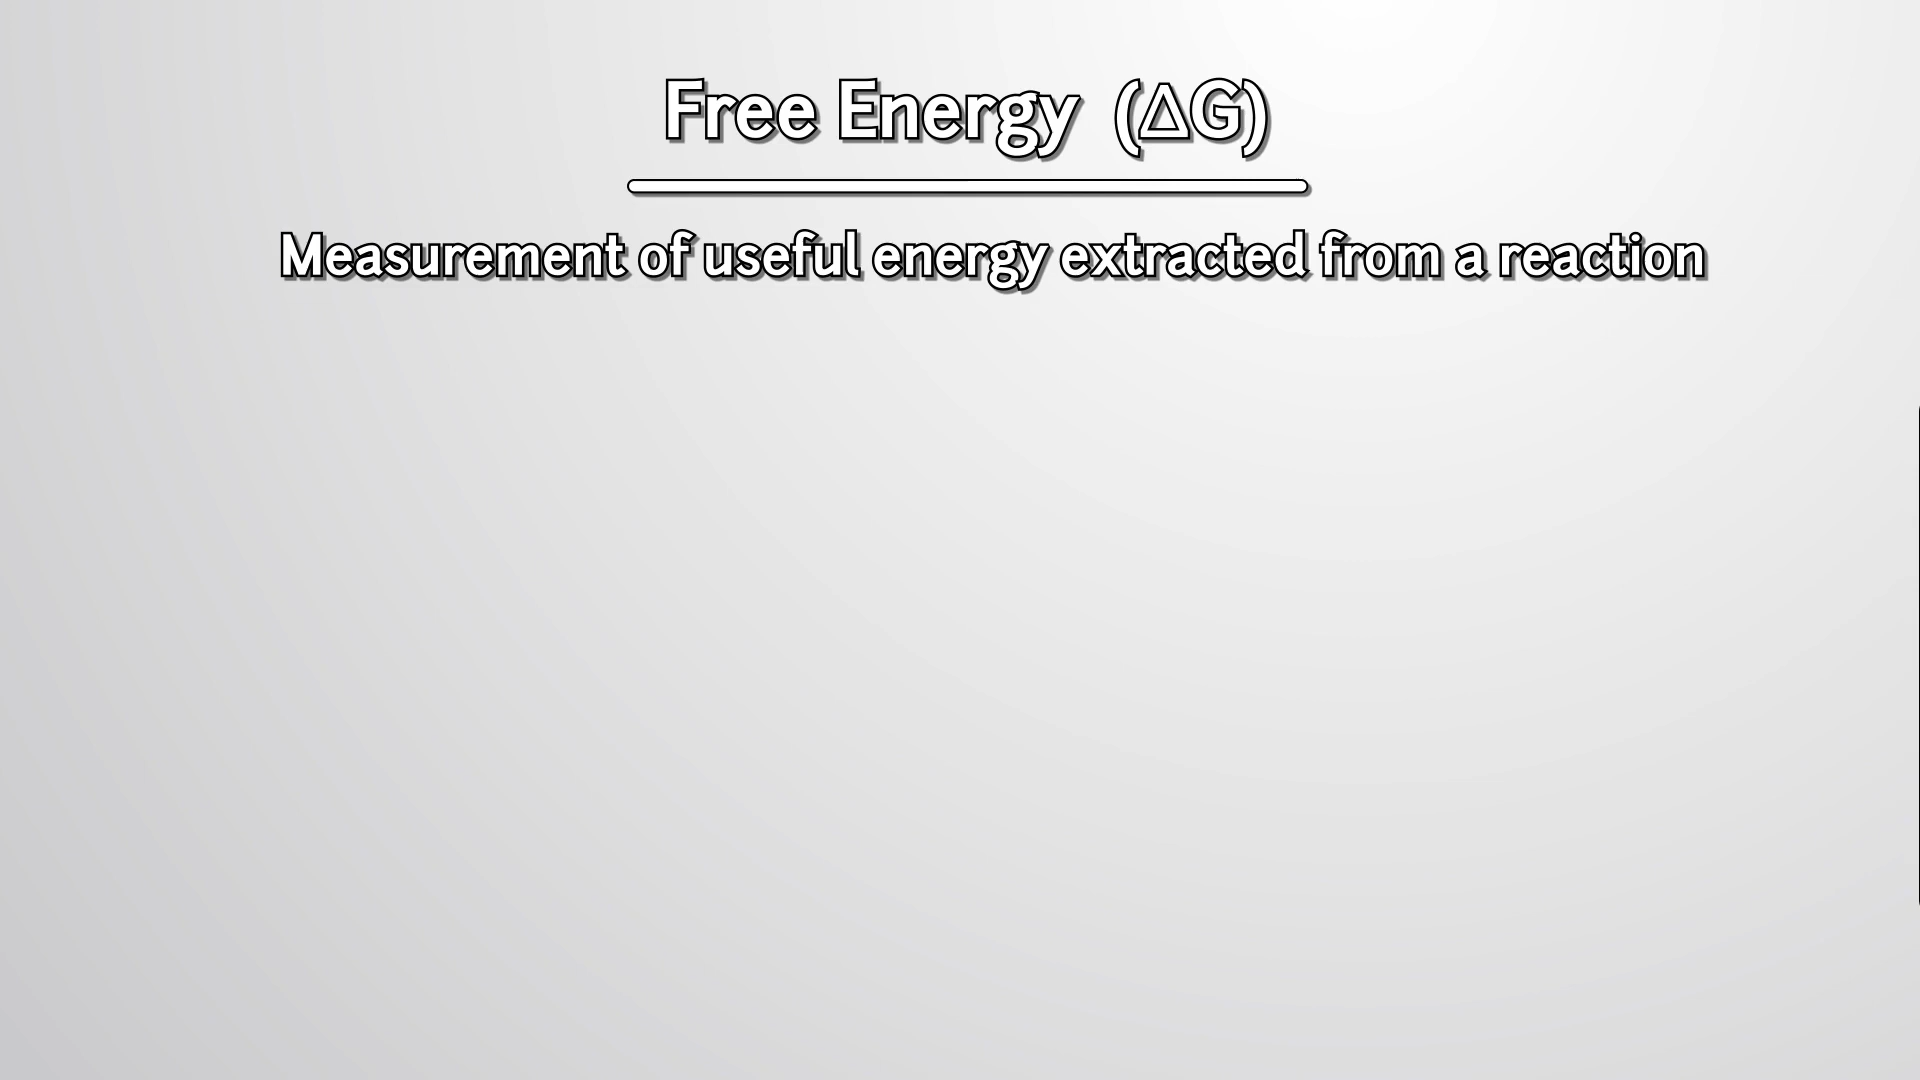 Free Energy (ΔG)
Measurement of useful energy extracted from a reaction